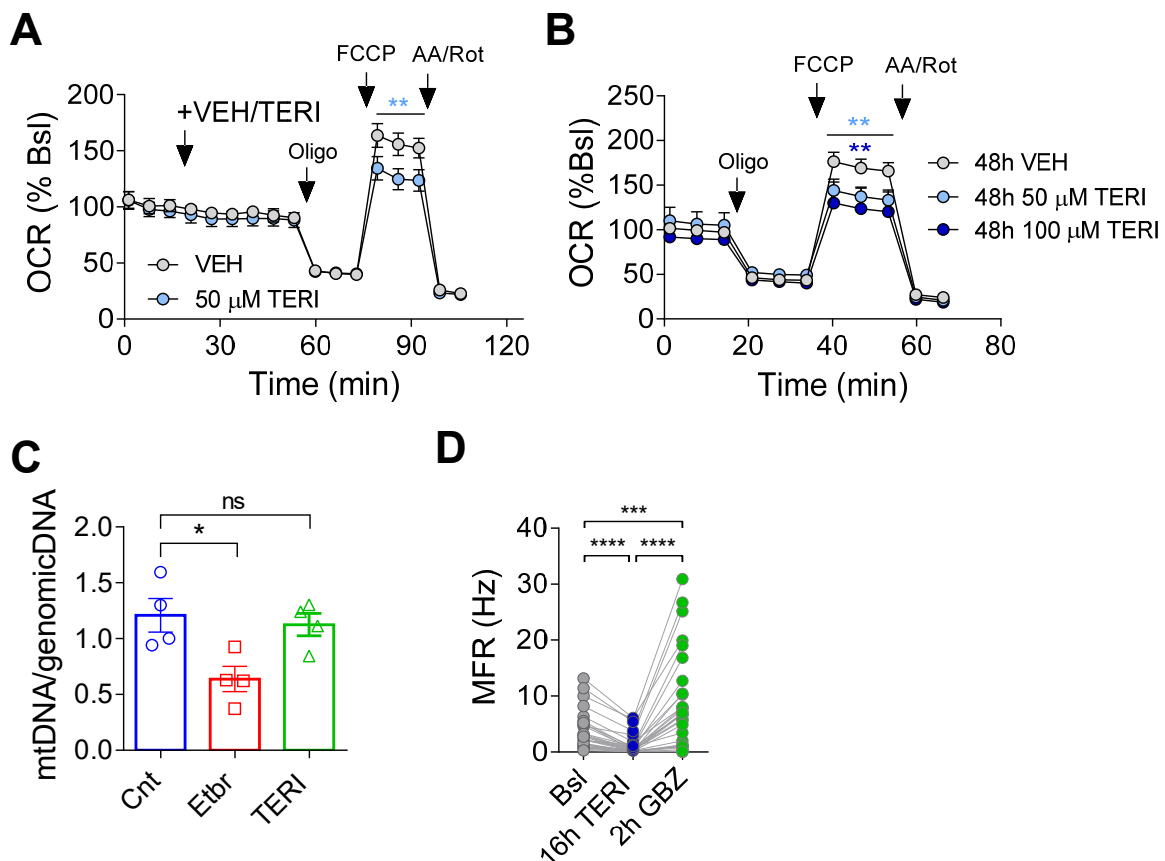 A
FCCP
AA/Rot
**
+VEH/TERI
Oligo
OCR (% Bsl)
200
150
100
50
0
VEH
50 μM TERI
0
30
60
90
120
Time (min)
B
FCCP
AA/Rot
**
**
Oligo
OCR (%Bsl)
250
200
150
100
50
0
48h VEH
48h 50 μM TERI
48h 100 μM TERI
0
20
40
60
80
Time (min)
C
ns
*
mtDNA/genomicDNA
2.0
1.5
1.0
0.5
0.0
Cnt
Etbr
TERI
D
***
****
****
MFR (Hz)
40
30
20
10
0
Bsl
16h TERI
2h GBZ